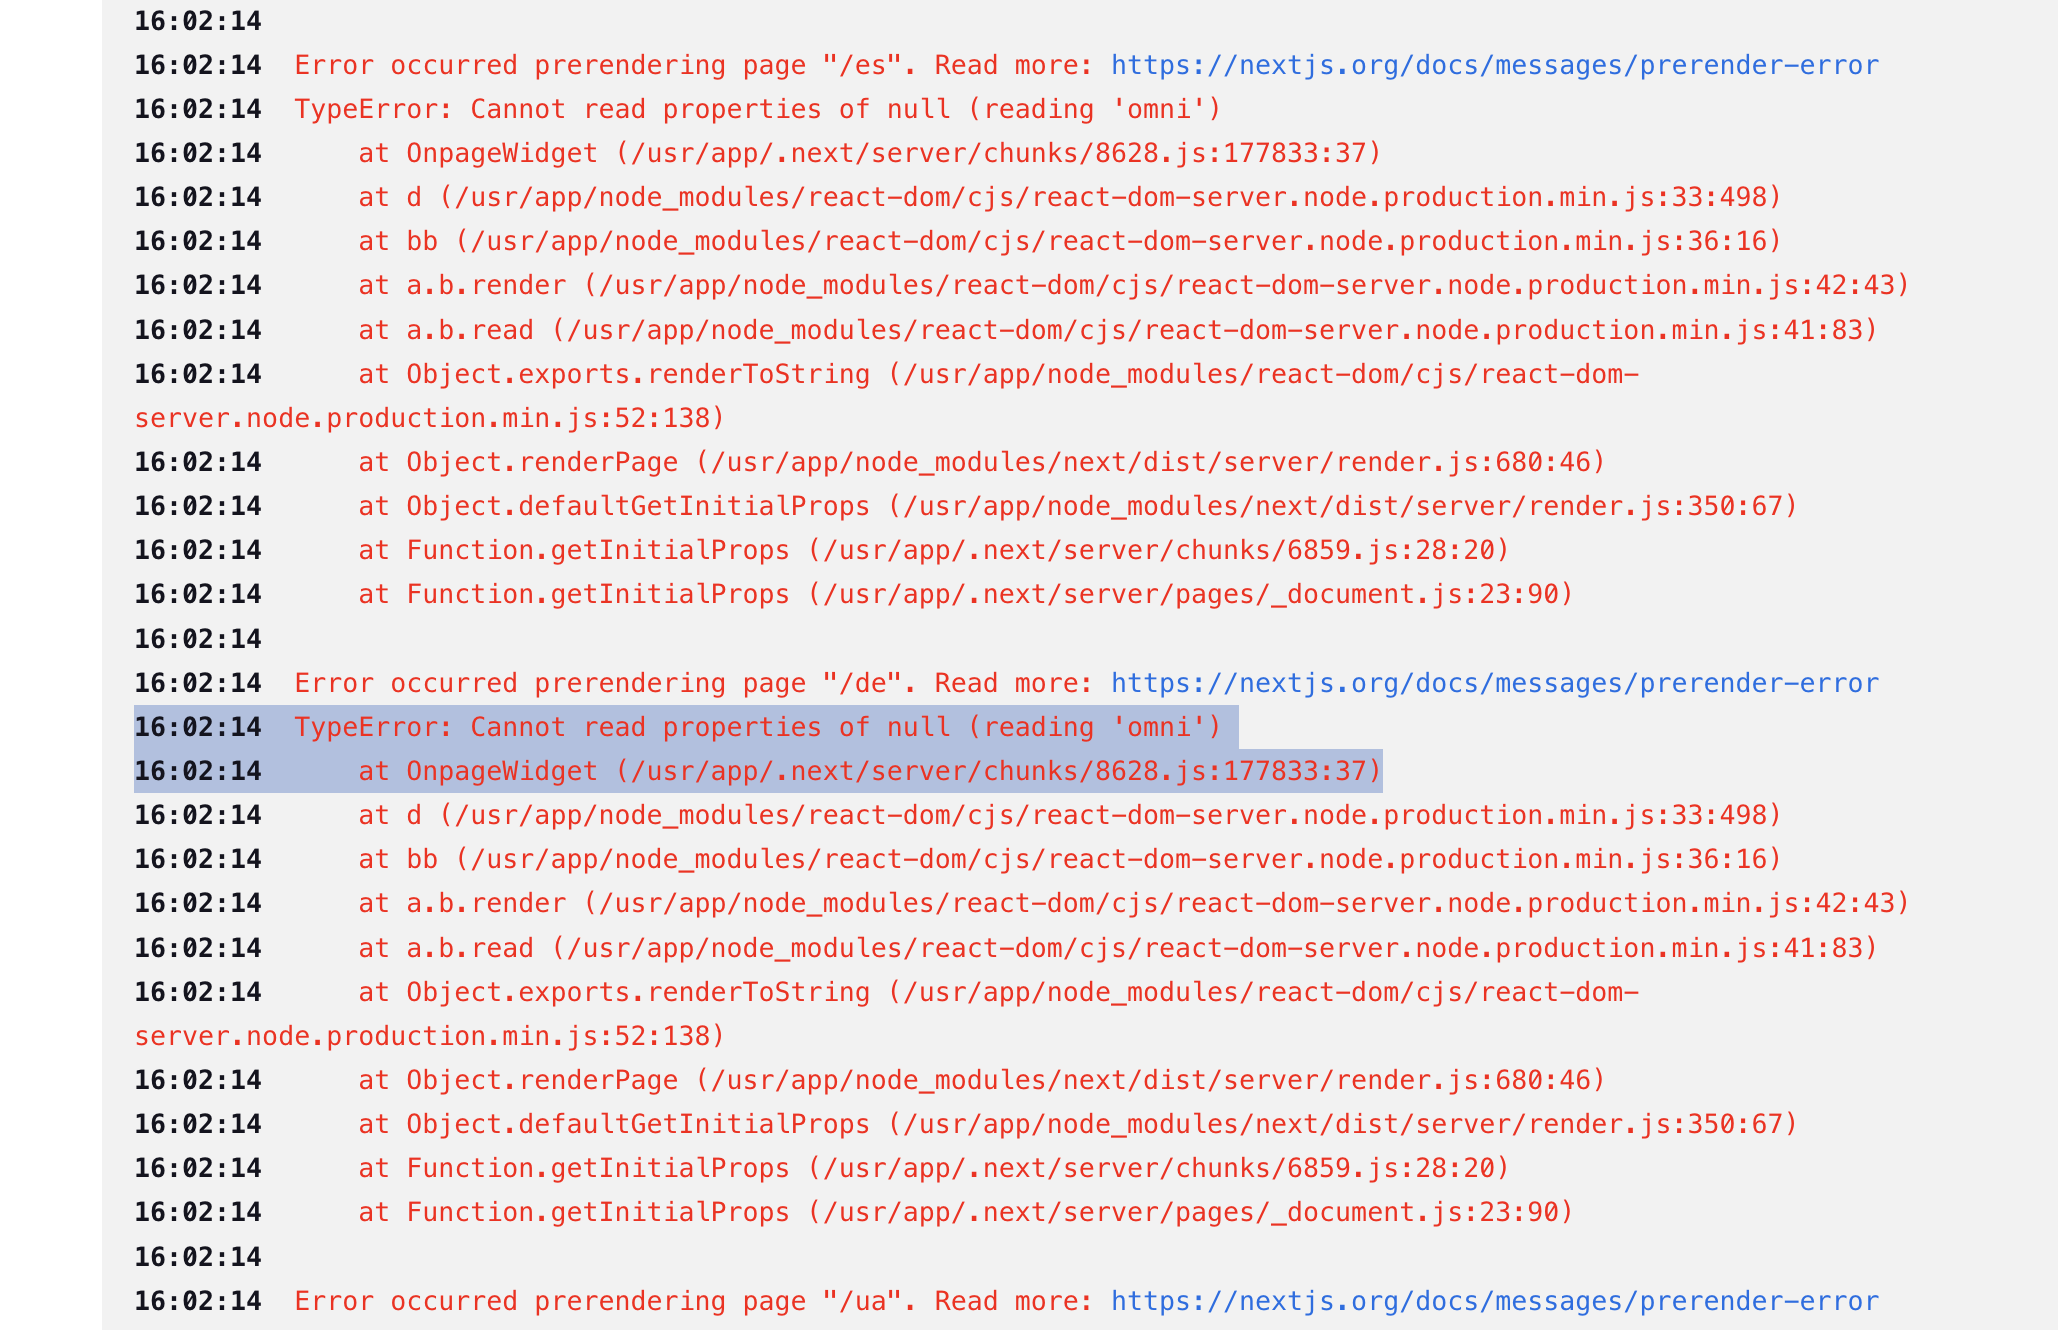 16:02:14
16:02:14 Error occurred prerendering page "/es". Read more: https://nextjs.org/docs/messages/prerender-error
16:02:14 TypeError: Cannot read properties of null (reading 'omni')
16:02:14 at OnpageWidget (/usr/app/.next/server/chunks/8628.js:177833:37)
16:02:14 at d (/usr/app/node_modules/react-dom/cjs/react-dom-server.node.production.min.js:33:498)
16:02:14 at bb (/usr/app/node_modules/react-dom/cjs/react-dom-server.node.production.min.js:36:16)
16:02:14 at a.b.render (/usr/app/node_modules/react-dom/cjs/react-dom-server.node.production.min.js:42:43)
16:02:14 at a.b.read (/usr/app/node_modules/react-dom/cjs/react-dom-server.node.production.min.js:41:83)
16:02:14 at Object.exports.renderToString (/usr/app/node_modules/react-dom/cjs/react-dom-
server.node.production.min.js:52:138)
16:02:14 at Object.renderPage (/usr/app/node_modules/next/dist/server/render.js:680:46)
16:02:14 at Object.defaultGetInitialProps (/usr/app/node_modules/next/dist/server/render.js:350:67)
16:02:14 at Function.getInitialProps (/usr/app/.next/server/chunks/6859.js:28:20)
16:02:14 at Function.getInitialProps (/usr/app/.next/server/pages/_document.js:23:90)
16:02:14
16:02:14 Error occurred prerendering page "/de". Read more: https://nextjs.org/docs/messages/prerender-error
16:02:14 TypeError: Cannot read properties of null (reading 'omni')
16:02:14 at OnpageWidget (/usr/app/.next/server/chunks/8628.js:177833:37)
16:02:14 at d (/usr/app/node_modules/react-dom/cjs/react-dom-server.node.production.min.js:33:498)
16:02:14 at bb (/usr/app/node_modules/react-dom/cjs/react-dom-server.node.production.min.js:36:16)
16:02:14 at a.b.render (/usr/app/node_modules/react-dom/cjs/react-dom-server.node.production.min.js:42:43)
16:02:14 at a.b.read (/usr/app/node_modules/react-dom/cjs/react-dom-server.node.production.min.js:41:83)
16:02:14 at Object.exports.renderToString (/usr/app/node_modules/react-dom/cjs/react-dom-
server.node.production.min.js:52:138)
16:02:14 at Object.renderPage (/usr/app/node_modules/next/dist/server/render.js:680:46)
16:02:14 at Object.defaultGetInitialProps (/usr/app/node_modules/next/dist/server/render.js:350:67)
16:02:14 at Function.getInitialProps (/usr/app/.next/server/chunks/6859.js:28:20)
16:02:14 at Function.getInitialProps (/usr/app/.next/server/pages/_document.js:23:90)
16:02:14
16:02:14 Error occurred prerendering page "/ua". Read more: https://nextjs.org/docs/messages/prerender-error